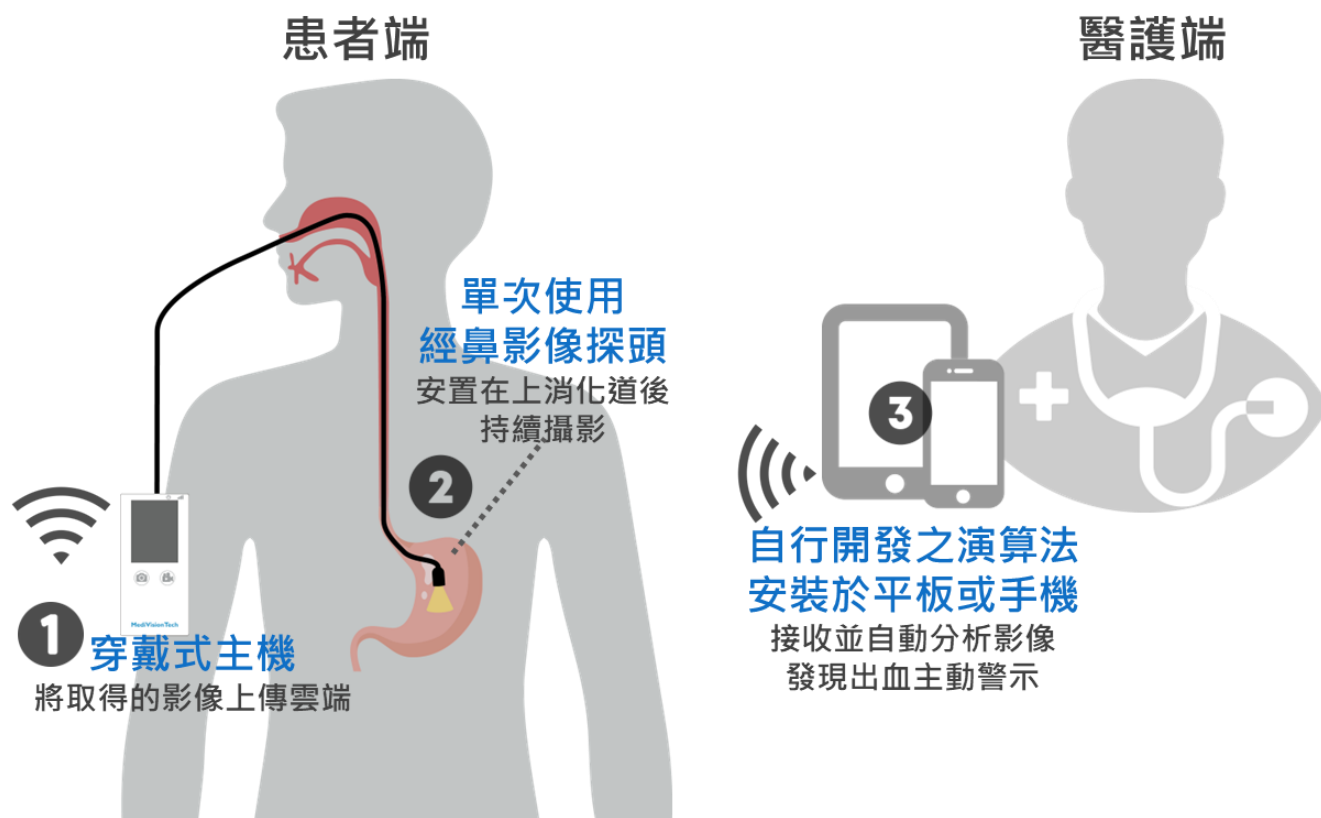 患者端
醫護端
單次使用
經鼻影像探頭
安置在上消化道後
持續攝影
2
3
MediVisionTech
1
穿戴式主機
將取得的影像上傳雲端
自行開發之演算法
安裝於平板或手機
接收並自動分析影像
發現出血主動警示